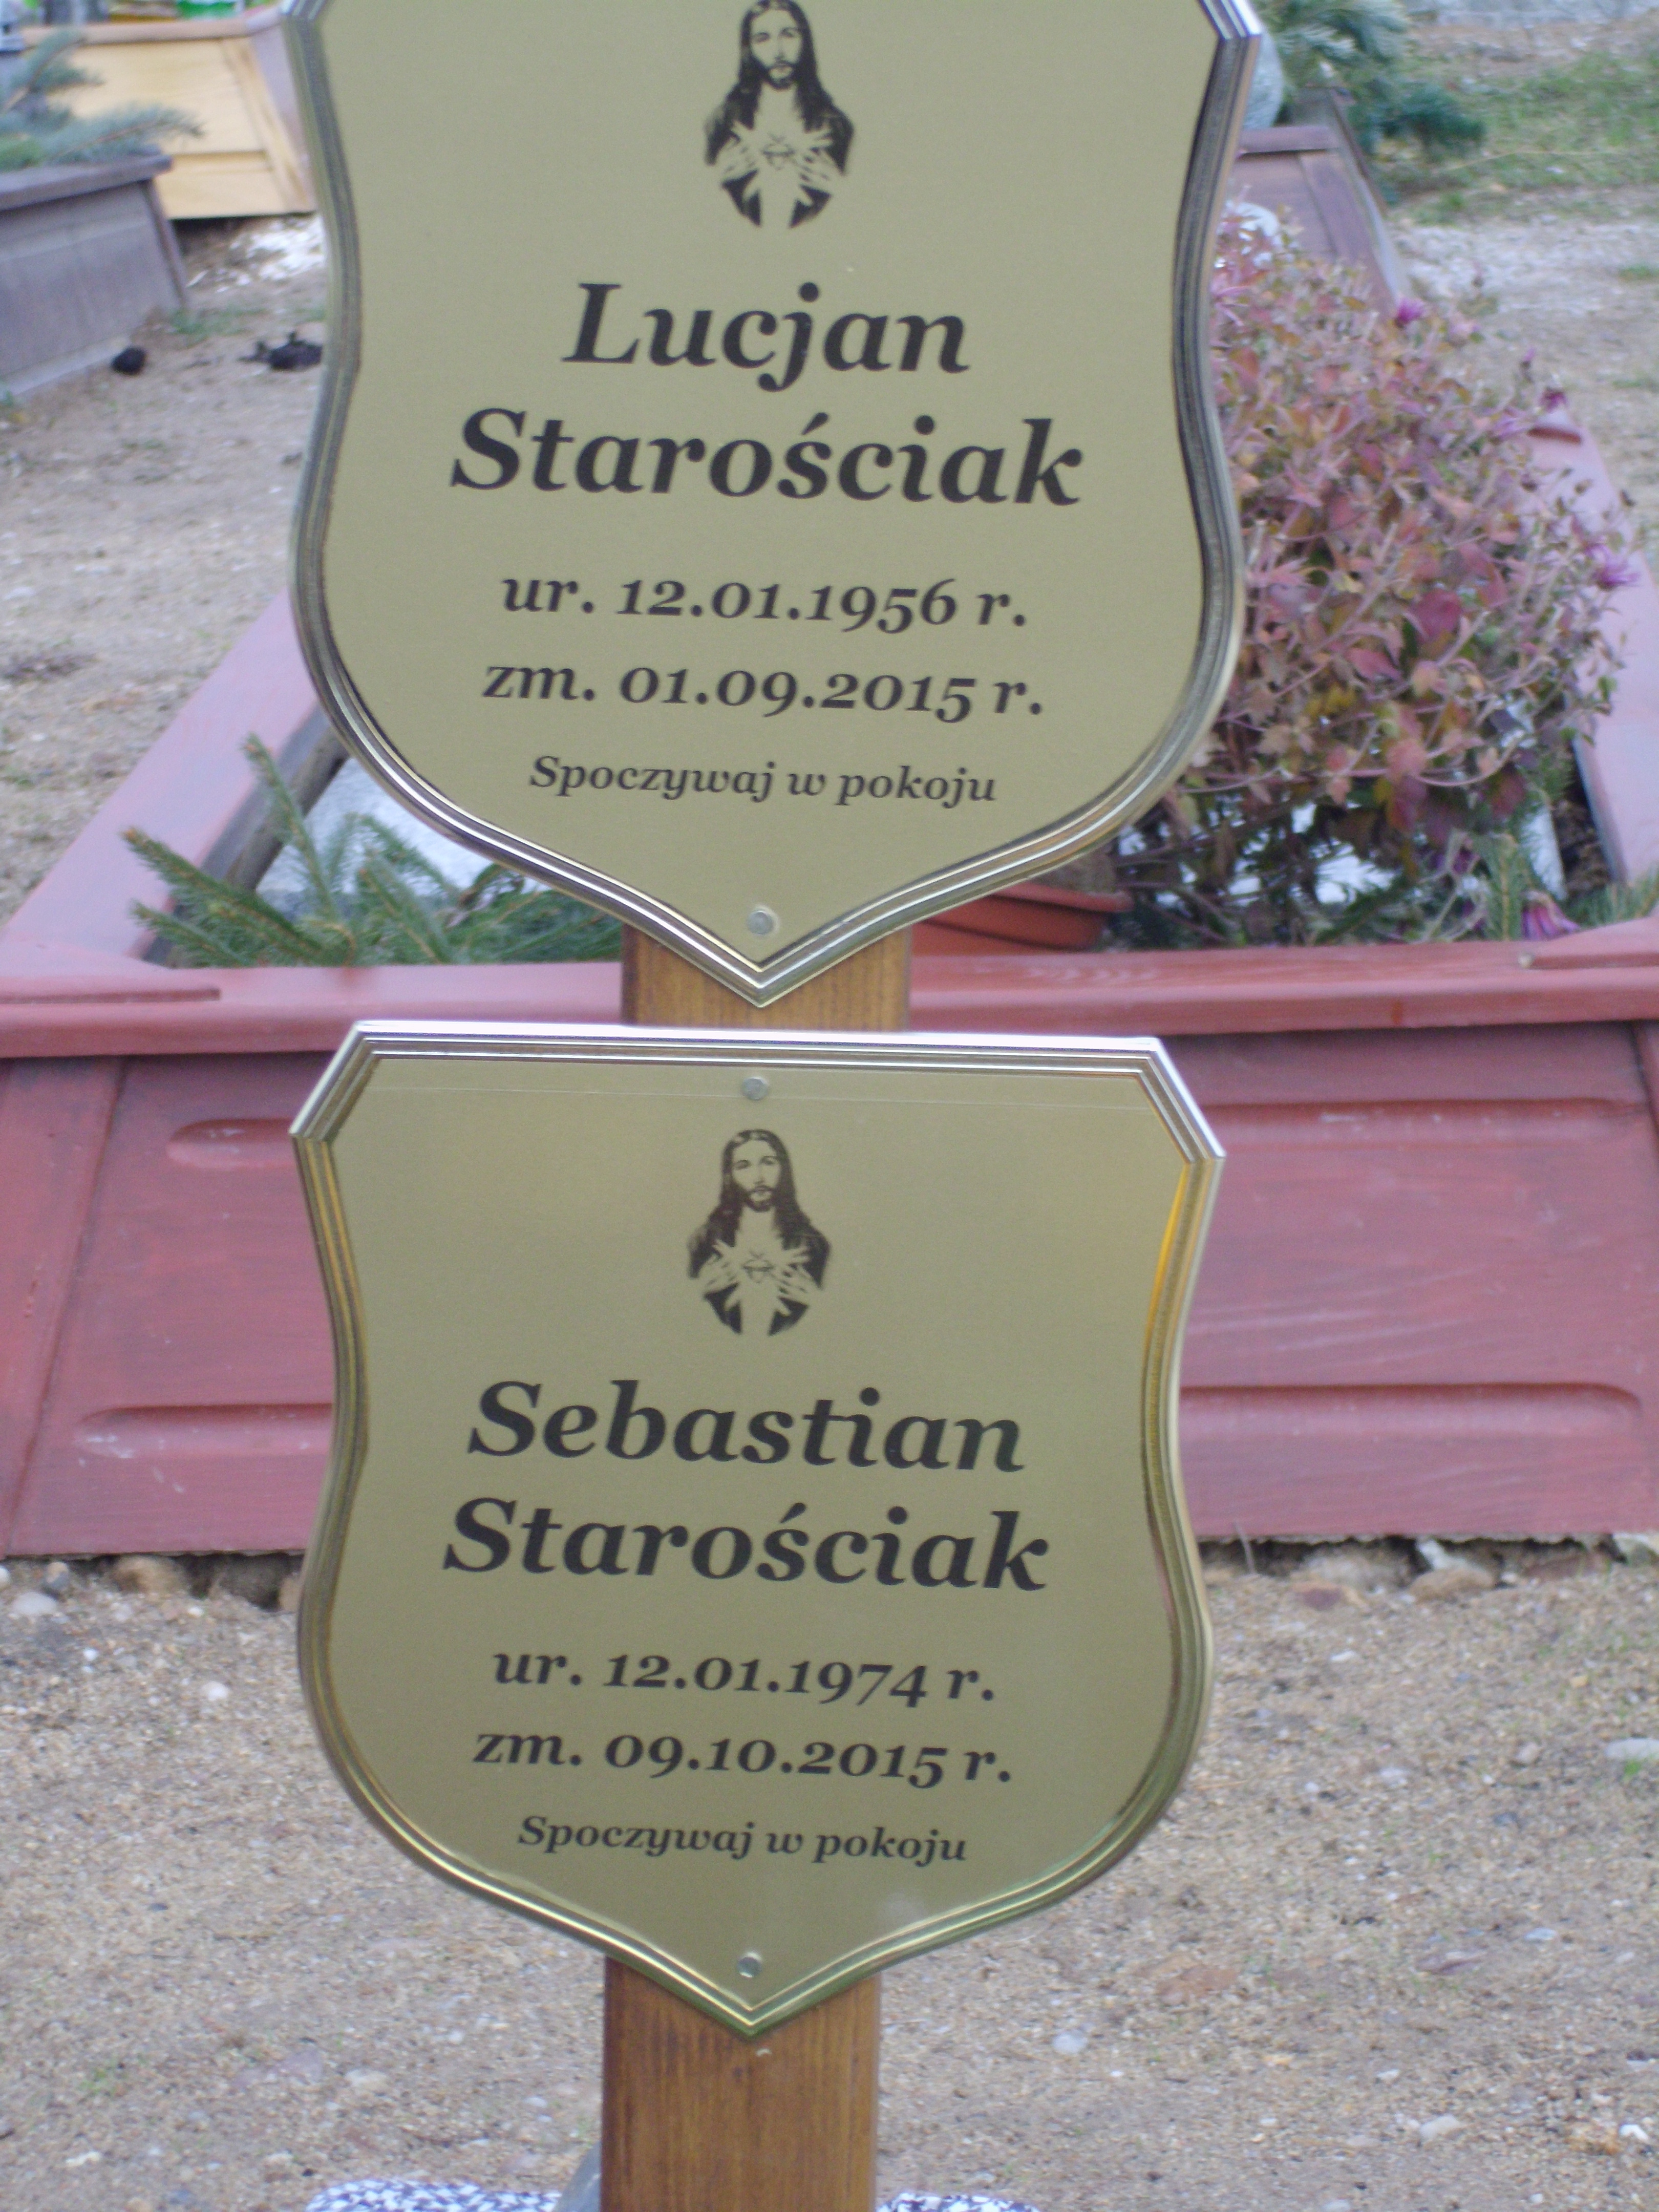 Lucjan
Starościak
ur. 12.01.1956 r.
zm. 01.09.2015 r.
Spoczywaj w pokoju
Sebastian
Starościak
ur. 12.01.1974 r.
zm. 09.10.2015 r.
Spoczywaj w pokoju